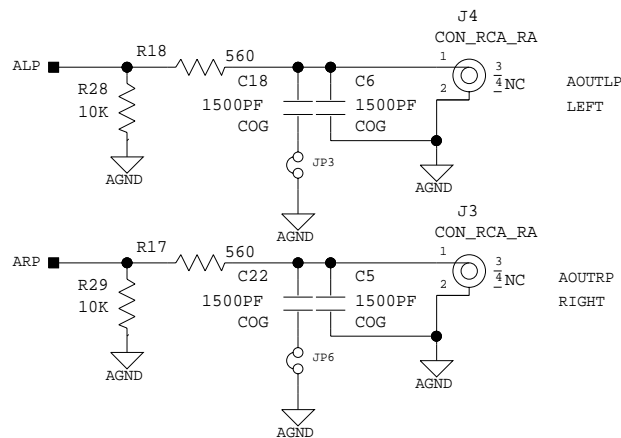 J4
CON_RCA_RA
R18
560
ALP
1
3
4
NC
AOUTLP
C18
C6
R28
10K
2
1500PF
1500PF
LEFT
COG
COG
JP3
AGND
AGND
AGND
J3
CON_RCA_RA
R17
560
ARP
1
3
4
NC
AOUTRP
C22
C5
R29
10K
2
1500PF
1500PF
RIGHT
COG
COG
JP6
AGND
AGND
AGND